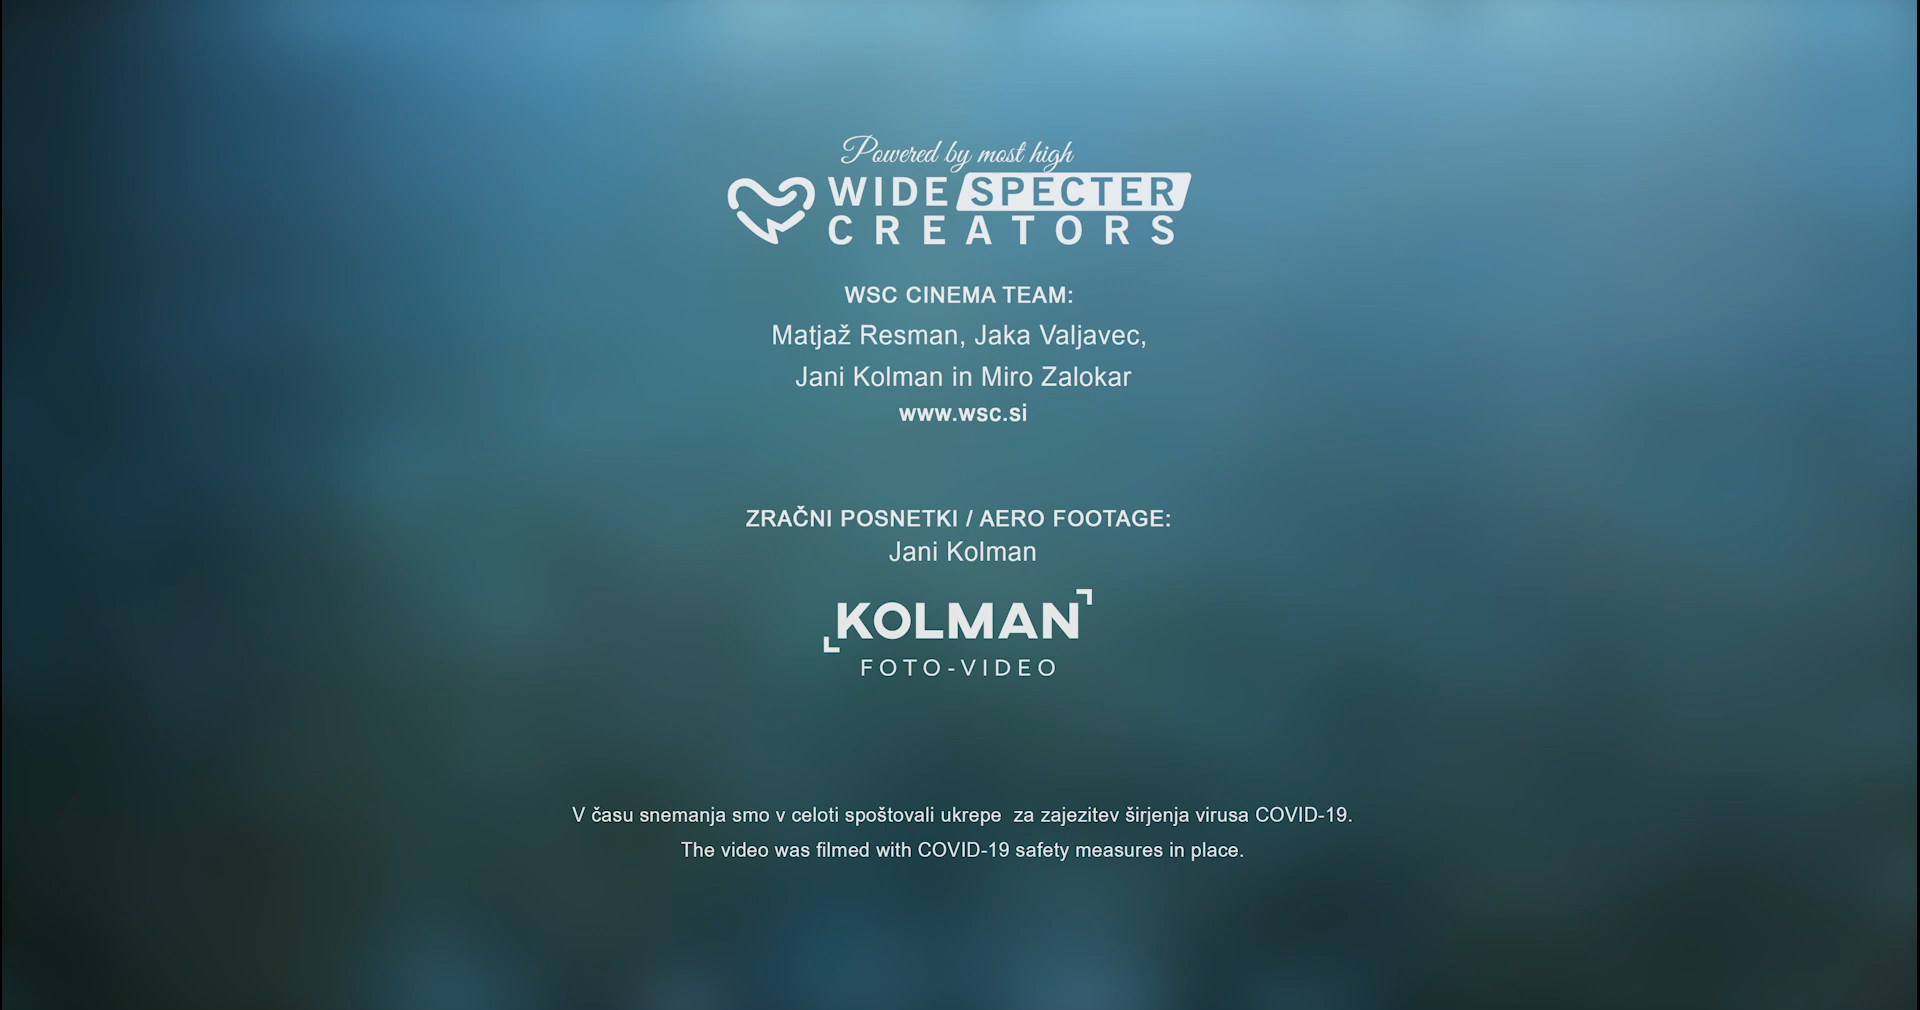 Powered by most high
WIDE SPECTER
CREATORS
WSC CINEMA TEAM:
Matjaž Resman, Jaka Valjavec,
Jani Kolman in Miro Zalokar
www.wsc.si
ZRAČNI POSNETKI / AERO FOOTAGE:
Jani Kolman
KOLMAN
FOTO-VIDEO
V času snemanja smo v celoti spoštovali ukrepe  za zajezitev širjenja virusa COVID-19.
The video was filmed with COVID-19 safety measures in place.